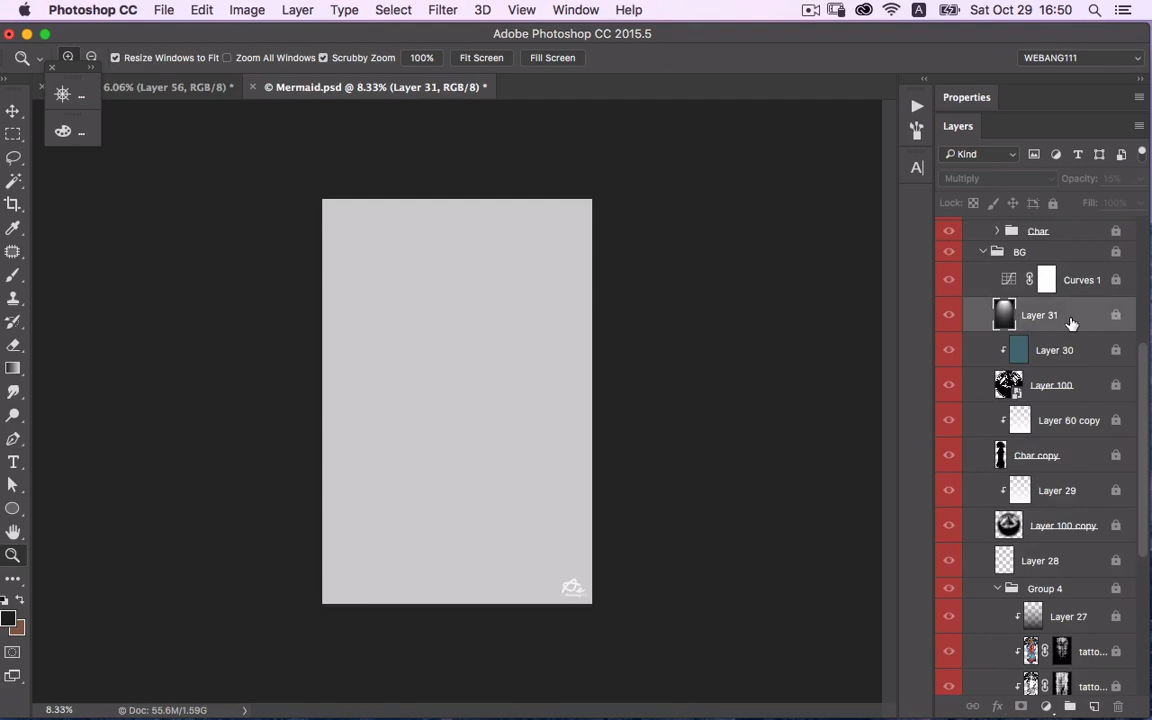 Photoshop CC File Edit Image Layer Type Select Filter 3D View Window Help Sat Oct 29 16:50
Adobe Photoshop CC 2015.5
Resize Windows to Fit Zoom All Windows Scrubby Zoom 100% Fit Screen Fill Screen WEBANG111
6.06% (Layer 56, RGB/8) * © Mermaid.psd @ 8.33% (Layer 31, RGB/8) *
Properties
Layers
Kind
Multiply Opacity: 15%
Lock: Fill: 100%
Char
BG
Curves 1
Layer 31
Layer 30
Layer 100
Layer 60 copy
Char copy
Layer 29
Layer 100 copy
Layer 28
Group 4
Layer 27
tatto...
tatto...
8.33% © Doc: 55.6M/1.59G